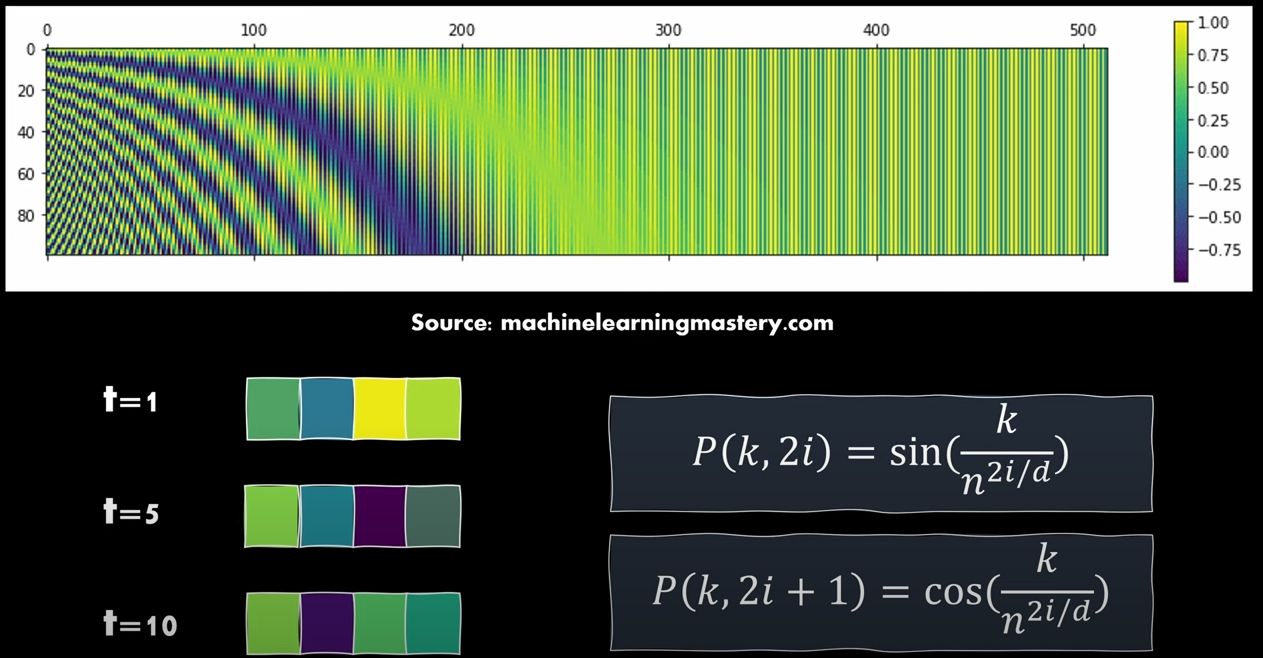 0 100 200 300 400 500
0
20
40
60
80
1.00
0.75
0.50
0.25
0.00
−0.25
−0.50
−0.75
Source: machinelearningmastery.com
t=1
t=5
t=10
P(k, 2i) = sin(k/n^{2i/d})
P(k, 2i + 1) = cos(k/n^{2i/d})